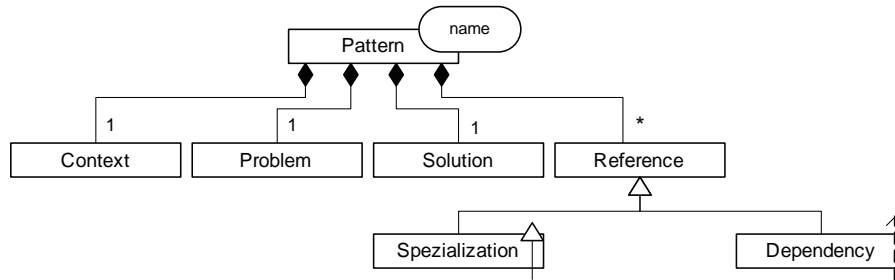 name
Pattern
1
1
1
*
Context
Problem
Solution
Reference
Spezialization
Dependency